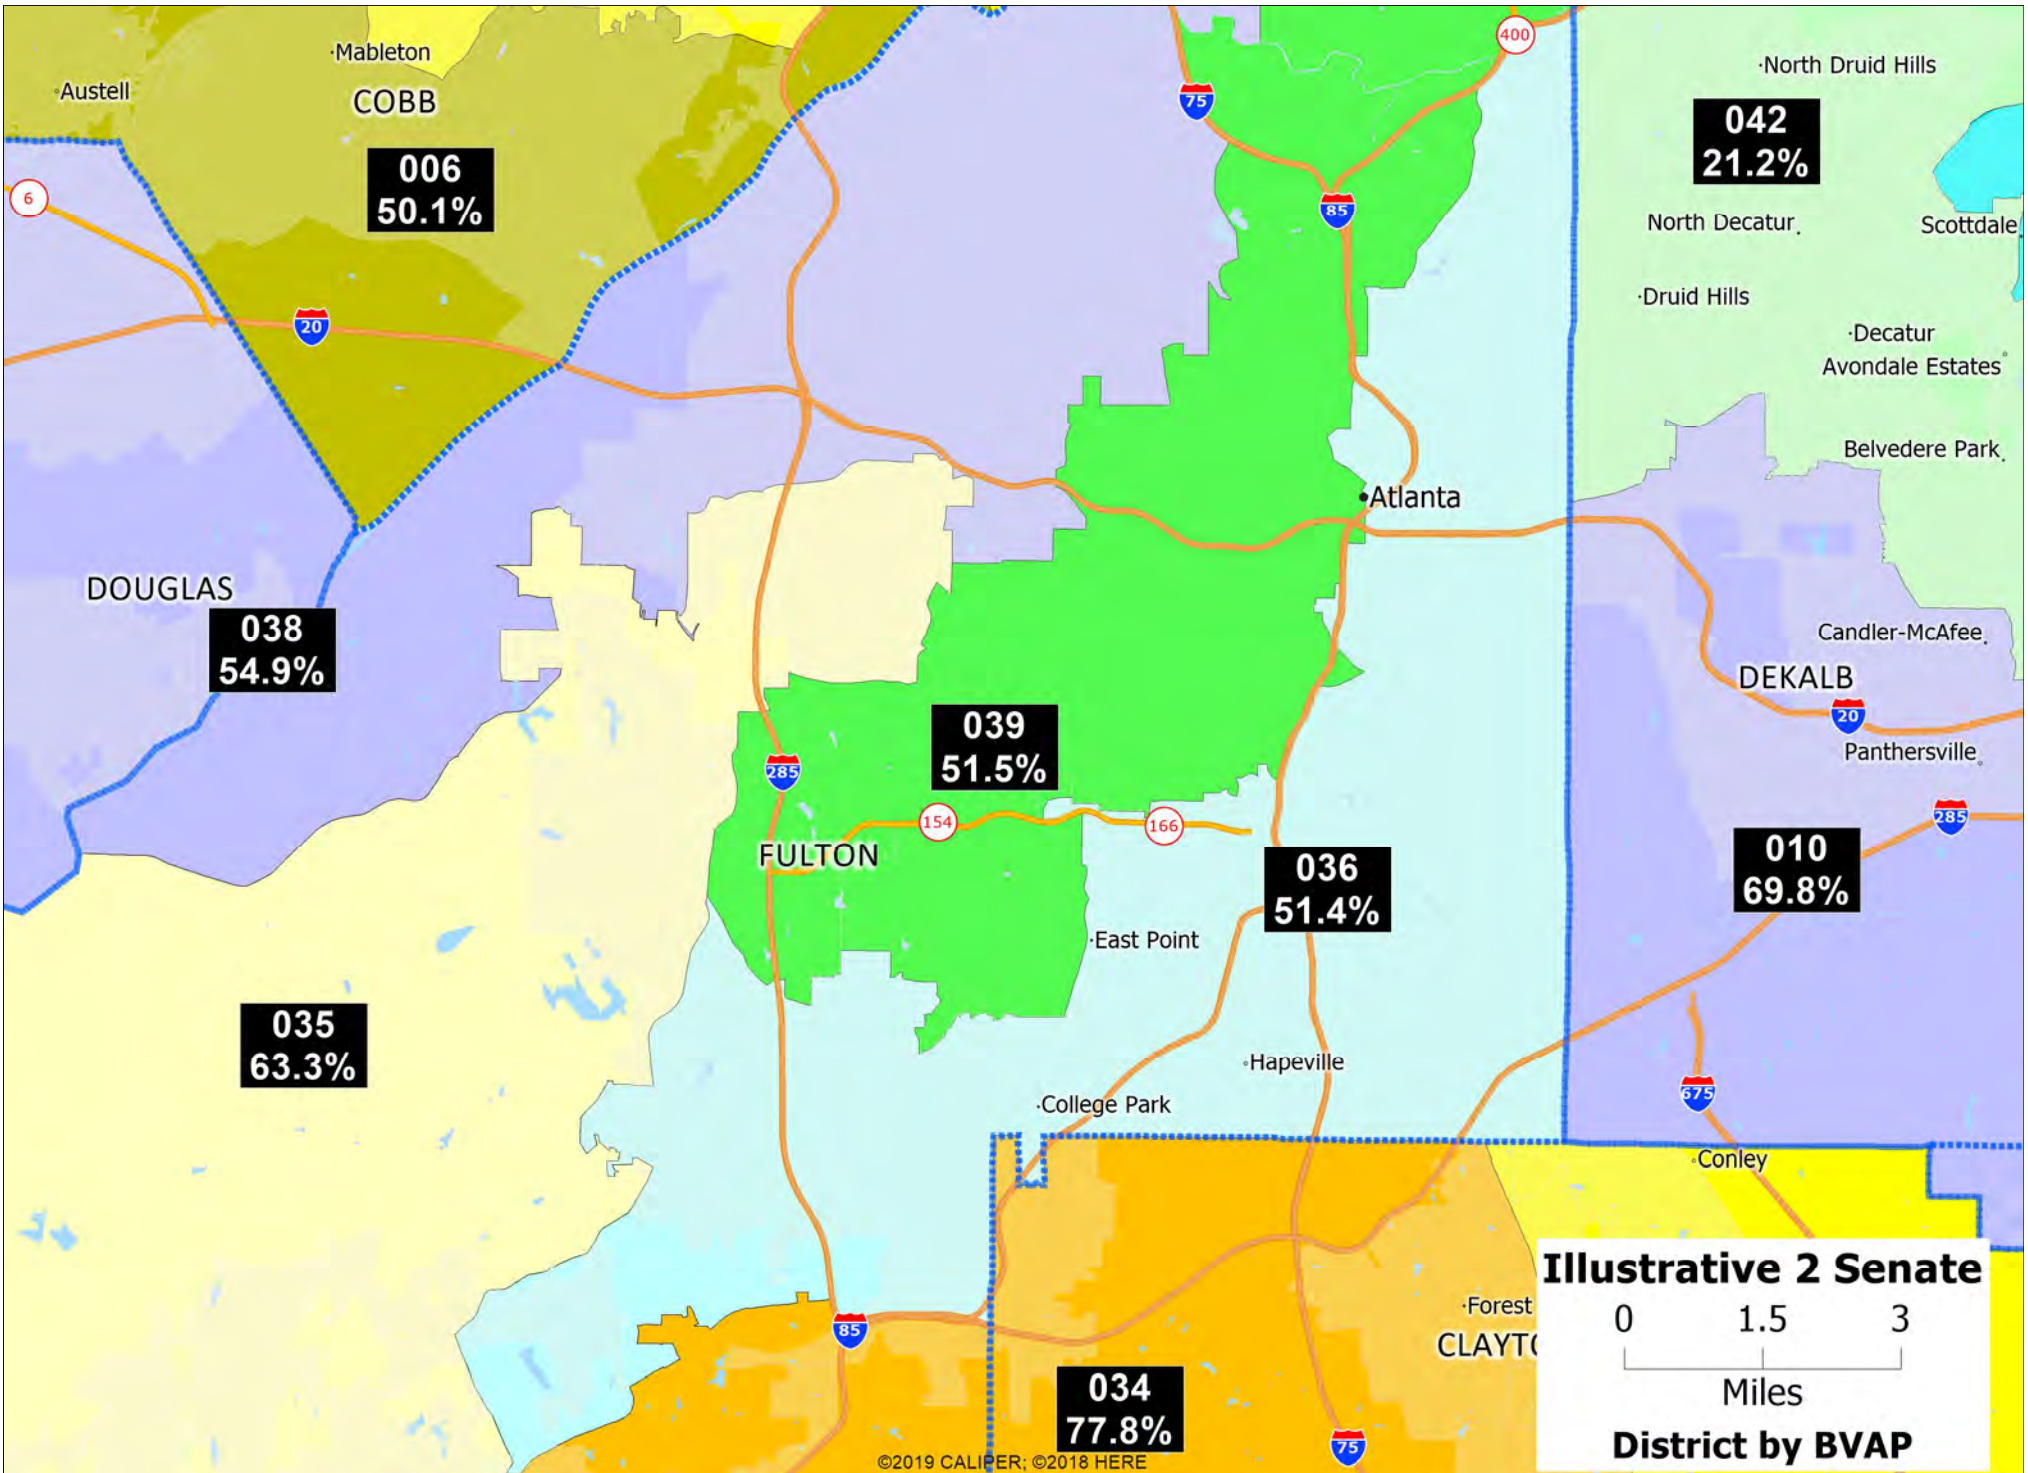 400
Mableton
North Druid Hills
Austell
COBB
75
042
21.2%
006
50.1%
6
85
North Decatur
Scottdale
Druid Hills
20
Decatur
Avondale Estates
Belvedere Park
Atlanta
DOUGLAS
038
54.9%
Candler-McAfee
DEKALB
039
51.5%
20
Panthersville
285
154
166
285
FULTON
036
51.4%
010
69.8%
East Point
035
63.3%
Hapeville
675
College Park
Conley
Illustrative 2 Senate
0 1.5 3
Miles
District by BVAP
Forest
CLAYTO
85
034
77.8%
75
©2019 CALIPER; ©2018 HERE